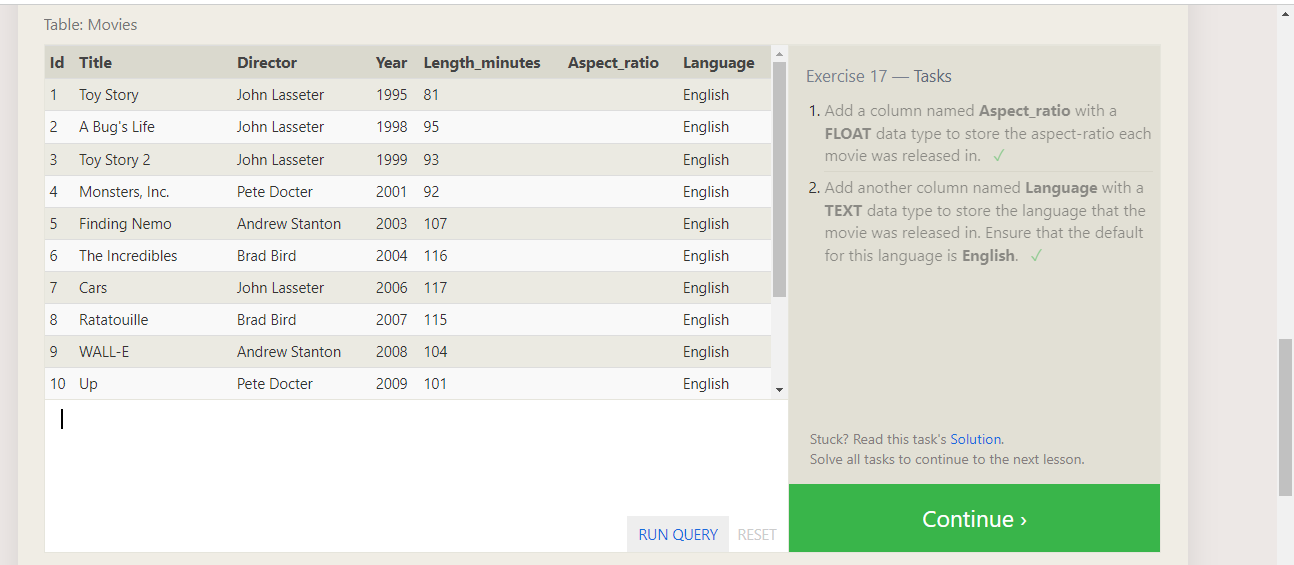 Table: Movies
Id Title Director Year Length_minutes Aspect_ratio Language
1 Toy Story John Lasseter 1995 81 English
2 A Bug's Life John Lasseter 1998 95 English
3 Toy Story 2 John Lasseter 1999 93 English
4 Monsters, Inc. Pete Docter 2001 92 English
5 Finding Nemo Andrew Stanton 2003 107 English
6 The Incredibles Brad Bird 2004 116 English
7 Cars John Lasseter 2006 117 English
8 Ratatouille Brad Bird 2007 115 English
9 WALL-E Andrew Stanton 2008 104 English
10 Up Pete Docter 2009 101 English
RUN QUERY RESET
Exercise 17 — Tasks
1. Add a column named Aspect_ratio with a
FLOAT data type to store the aspect-ratio each
movie was released in. ✓
2. Add another column named Language with a
TEXT data type to store the language that the
movie was released in. Ensure that the default
for this language is English. ✓
Stuck? Read this task's Solution.
Solve all tasks to continue to the next lesson.
Continue ›